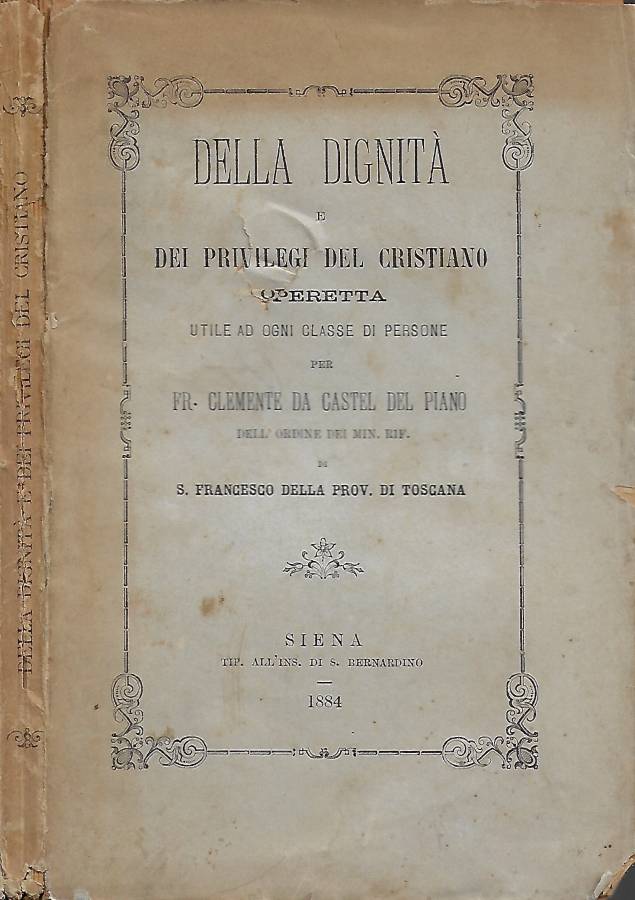 DELLA DIGNITÀ
E
DEI PRIVILEGI DEL CRISTIANO
OPERETTA
UTILE AD OGNI CLASSE DI PERSONE
PER
FR. CLEMENTE DA CASTEL DEL PIANO
DELL' ORDINE DEI MIN. RIF.
DI
S. FRANCESCO DELLA PROV. DI TOSCANA
SIENA
TIP. ALL'INS. DI S. BERNARDINO
1884
DELLA DIGNITÀ E DEI PRIVILEGI DEL CRISTIANO